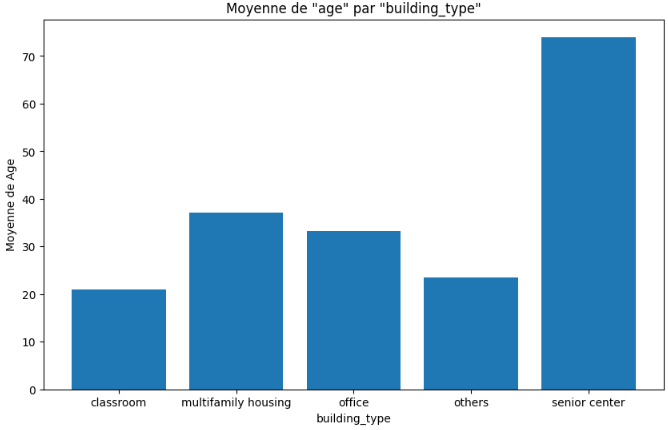 Moyenne de "age" par "building_type"
70
60
50
40
30
20
10
0
Moyenne de Age
classroom
multifamily housing
office
others
senior center
building_type